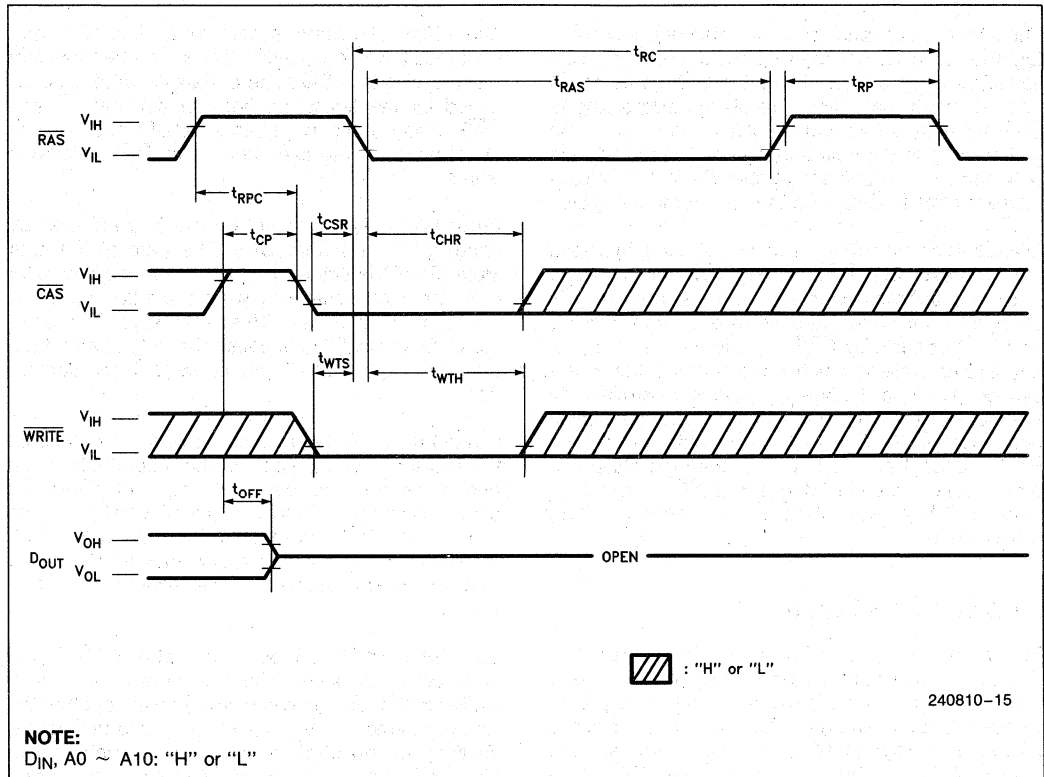 tRC
tRAS
tRP
RAS
VIH
VIL
tRPC
tCP
tCSR
tCHR
CAS
VIH
VIL
tWTS
tWTH
WRITE
VIH
VIL
tOFF
DOUT
VOH
VOL
OPEN
: "H" or "L"
240810-15
NOTE:
DIN, A0 ~ A10: "H" or "L"